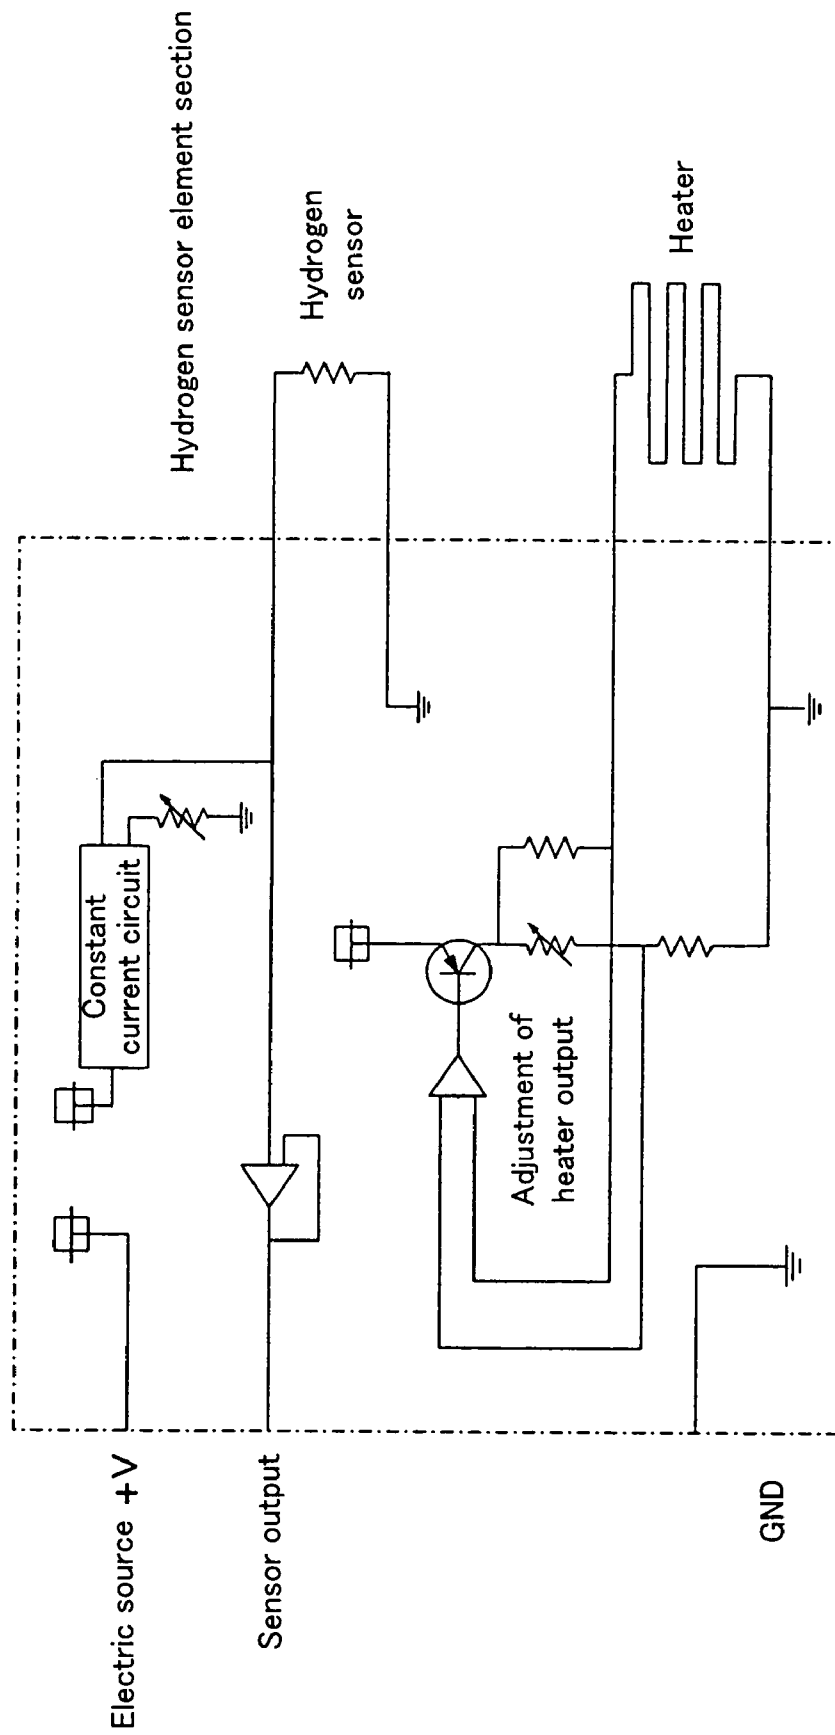 Hydrogen sensor element section
Hydrogen
sensor
Heater
Constant
current circuit
Adjustment of
heater output
Electric source +V
Sensor output
GND